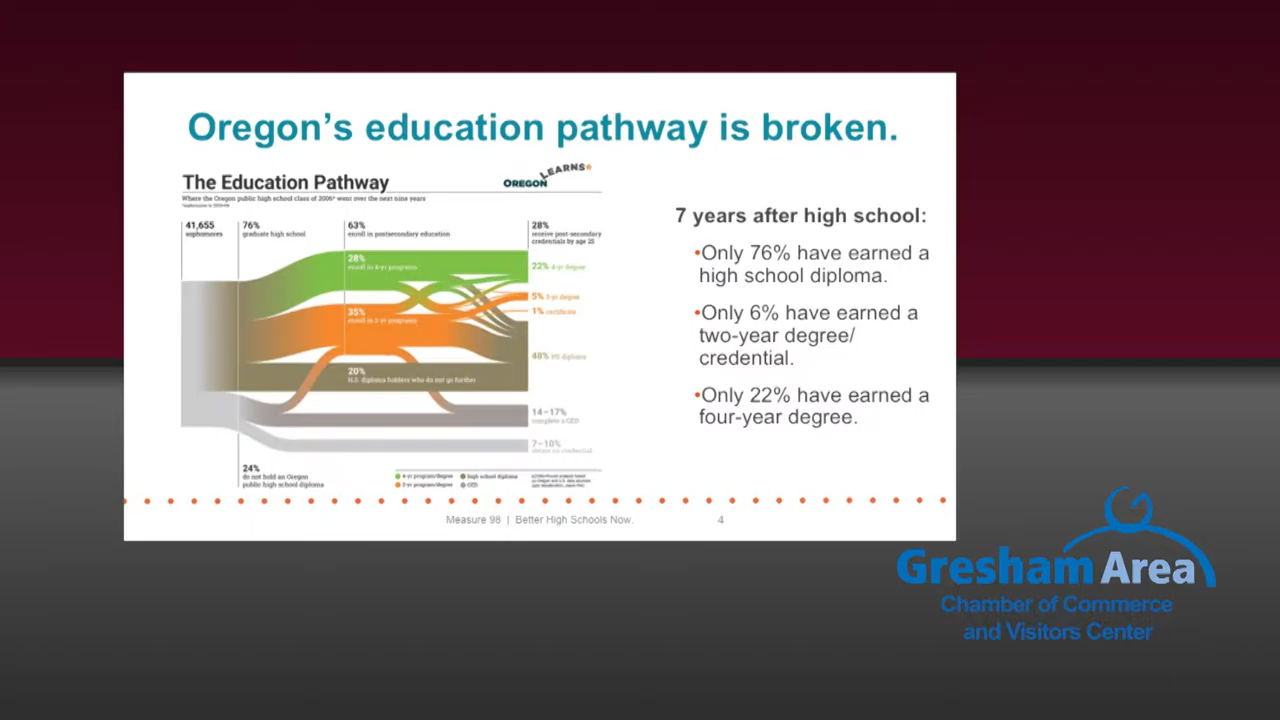 Oregon's education pathway is broken.
The Education Pathway
OREGON LEARNS
Where the Oregon public high school class of 2006* went over the next nine years
41,655
sophomores
76%
graduate high school
63%
enroll in postsecondary education
28%
receive post-secondary
credentials by age 25
28%
enroll in 4-yr programs
22% 4-yr degree
5% 2-yr degree
1% certificate
35%
enroll in 2-yr programs
48% HS diploma
20%
H.S. diploma holders who do not go further
14–17%
complete a GED
7–10%
obtain no credential
24%
do not hold an Oregon
public high school diploma
4-yr program/degree
high school diploma
2-yr program/degree
GED
7 years after high school:
•Only 76% have earned a
high school diploma.
•Only 6% have earned a
two-year degree/
credential.
•Only 22% have earned a
four-year degree.
Measure 98 | Better High Schools Now. 4
Gresham Area
Chamber of Commerce
and Visitors Center